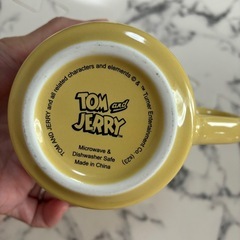 TOM AND JERRY and all related characters and elements © & ™ Turner Entertainment Co. (s23)
TOM and
JERRY
Microwave &
Dishwasher Safe
Made in China